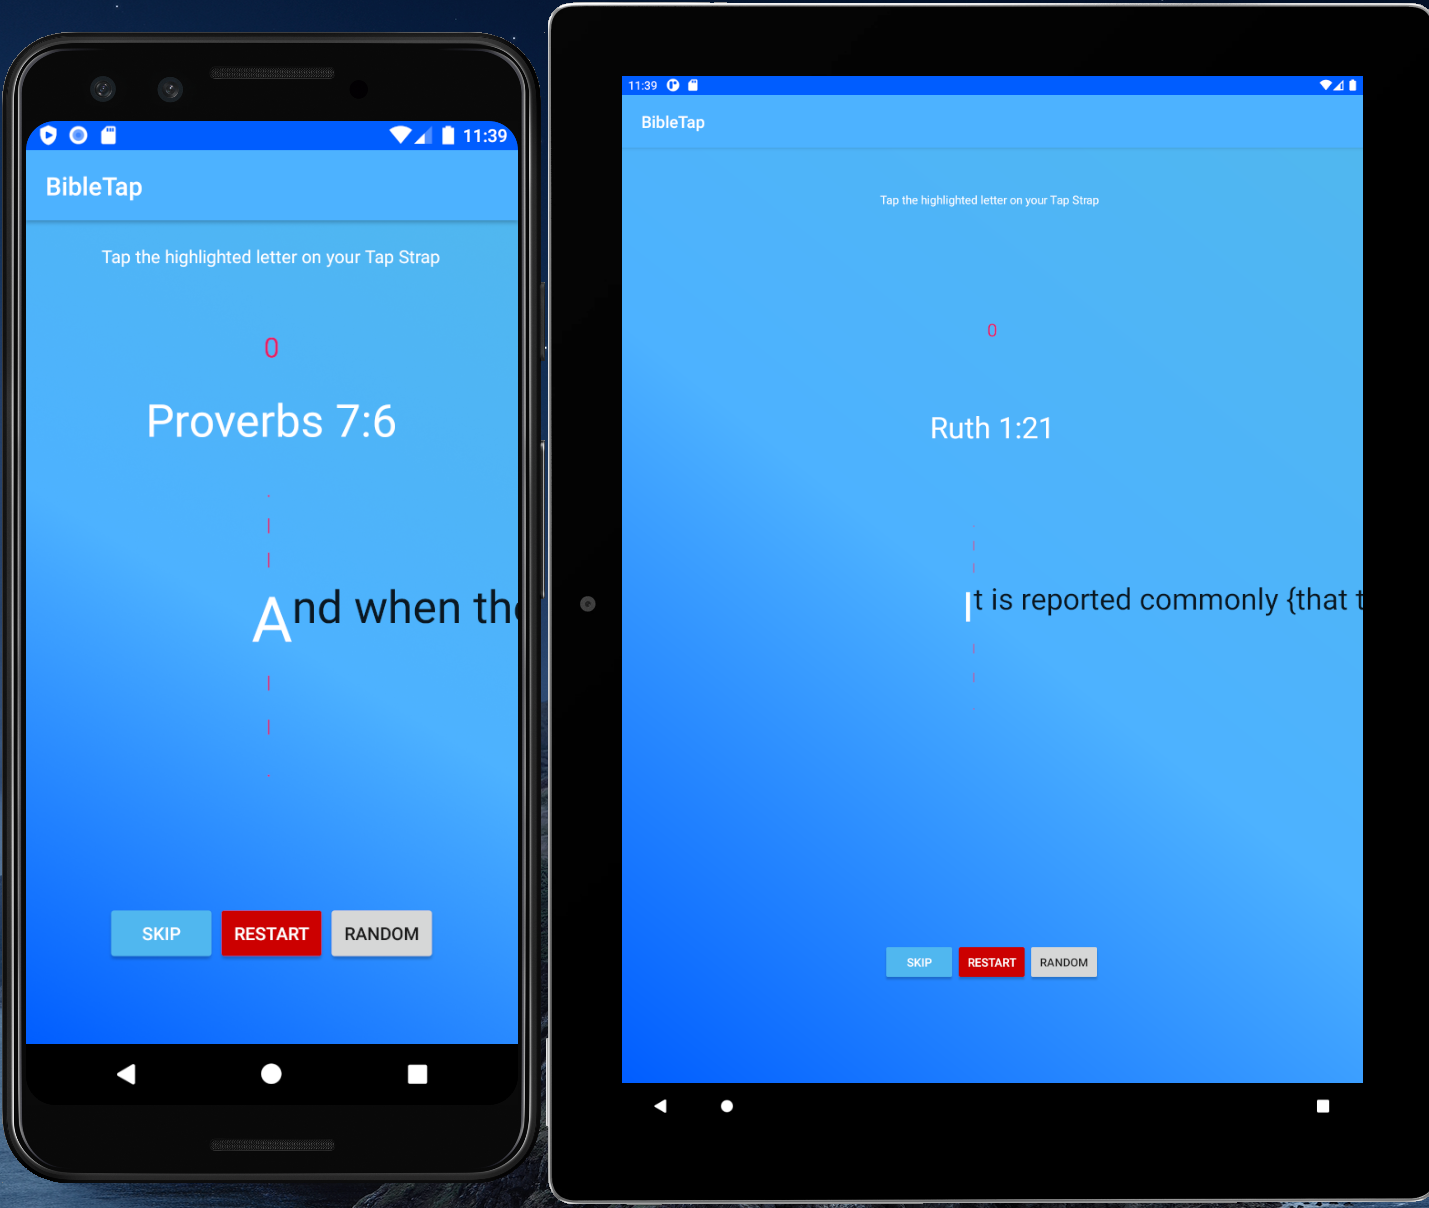 11:39
BibleTap
Tap the highlighted letter on your Tap Strap
0
Proverbs 7:6
And when the
SKIP
RESTART
RANDOM
11:39
BibleTap
Tap the highlighted letter on your Tap Strap
0
Ruth 1:21
It is reported commonly {that t
SKIP
RESTART
RANDOM